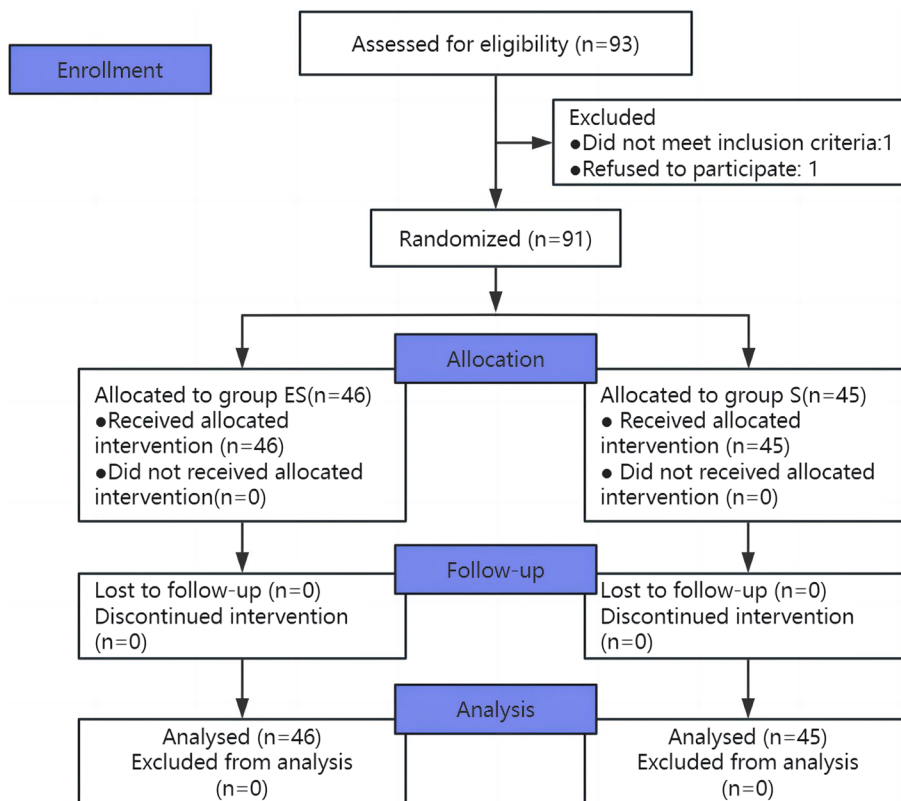 Assessed for eligibility (n=93)
Enrollment
Excluded
●Did not meet inclusion criteria:1
●Refused to participate: 1
Randomized (n=91)
Allocation
Allocated to group ES(n=46)
●Received allocated
intervention (n=46)
●Did not received allocated
intervention(n=0)
Allocated to group S(n=45)
● Received allocated
intervention (n=45)
● Did not received allocated
intervention (n=0)
Follow-up
Lost to follow-up (n=0)
Discontinued intervention
(n=0)
Lost to follow-up (n=0)
Discontinued intervention
(n=0)
Analysis
Analysed (n=46)
Excluded from analysis
(n=0)
Analysed (n=45)
Excluded from analysis
(n=0)